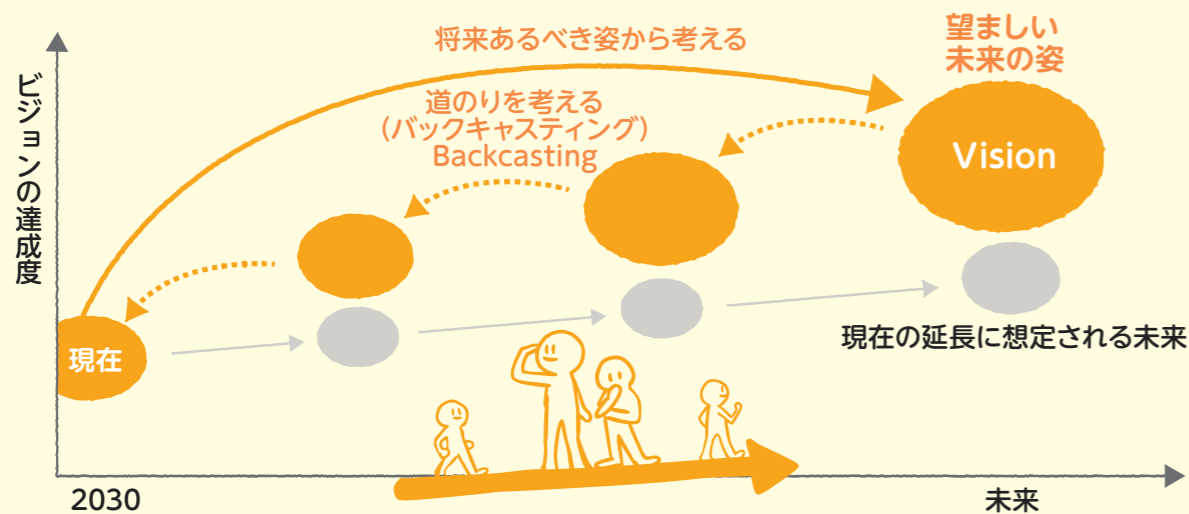 将来あるべき姿から考える
望ましい
未来の姿
道のりを考える
（バックキャスティング）
Backcasting
Vision
ビジョンの達成度
現在
現在の延長に想定される未来
2030
未来